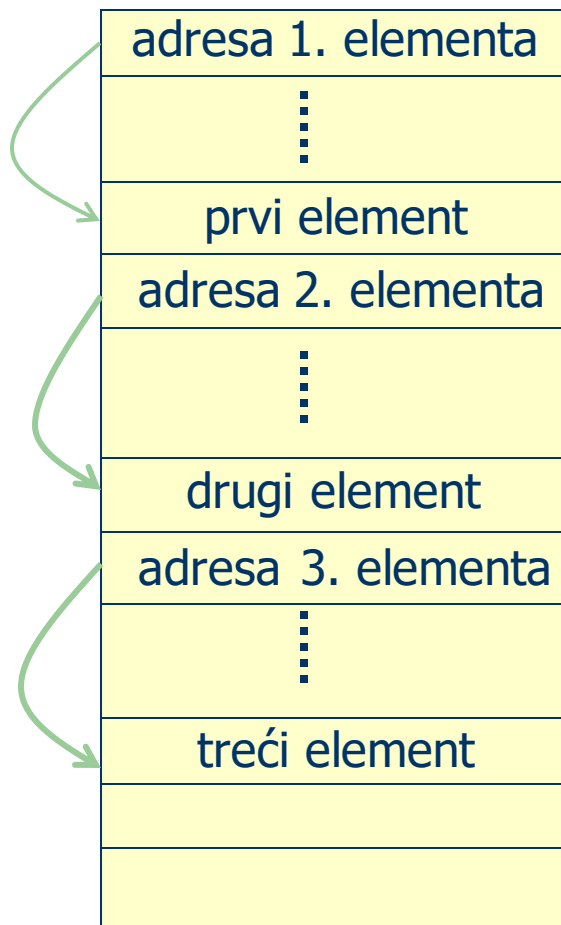 adresa 1. elementa
prvi element
adresa 2. elementa
drugi element
adresa 3. elementa
treći element